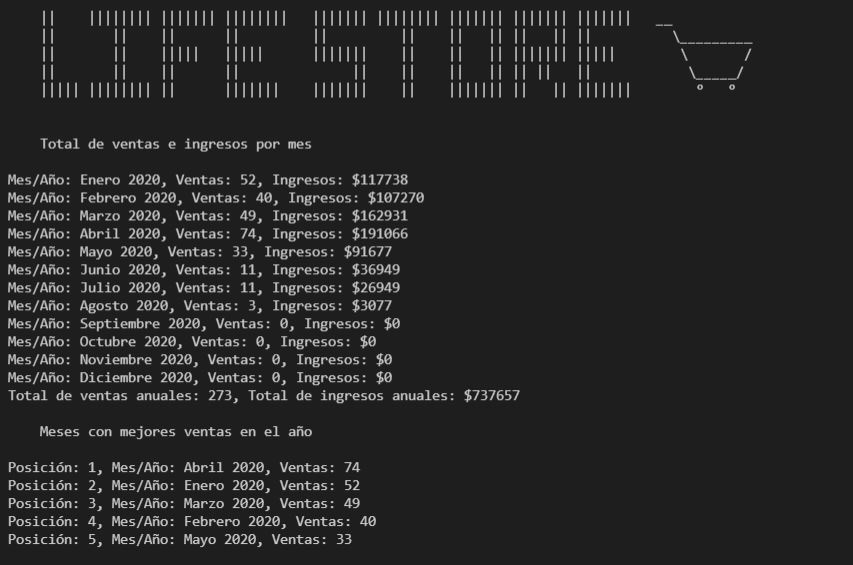 LIFE STORE
Total de ventas e ingresos por mes
Mes/Año: Enero 2020, Ventas: 52, Ingresos: $117738
Mes/Año: Febrero 2020, Ventas: 40, Ingresos: $107270
Mes/Año: Marzo 2020, Ventas: 49, Ingresos: $162931
Mes/Año: Abril 2020, Ventas: 74, Ingresos: $191066
Mes/Año: Mayo 2020, Ventas: 33, Ingresos: $91677
Mes/Año: Junio 2020, Ventas: 11, Ingresos: $36949
Mes/Año: Julio 2020, Ventas: 11, Ingresos: $26949
Mes/Año: Agosto 2020, Ventas: 3, Ingresos: $3077
Mes/Año: Septiembre 2020, Ventas: 0, Ingresos: $0
Mes/Año: Octubre 2020, Ventas: 0, Ingresos: $0
Mes/Año: Noviembre 2020, Ventas: 0, Ingresos: $0
Mes/Año: Diciembre 2020, Ventas: 0, Ingresos: $0
Total de ventas anuales: 273, Total de ingresos anuales: $737657
Meses con mejores ventas en el año
Posición: 1, Mes/Año: Abril 2020, Ventas: 74
Posición: 2, Mes/Año: Enero 2020, Ventas: 52
Posición: 3, Mes/Año: Marzo 2020, Ventas: 49
Posición: 4, Mes/Año: Febrero 2020, Ventas: 40
Posición: 5, Mes/Año: Mayo 2020, Ventas: 33